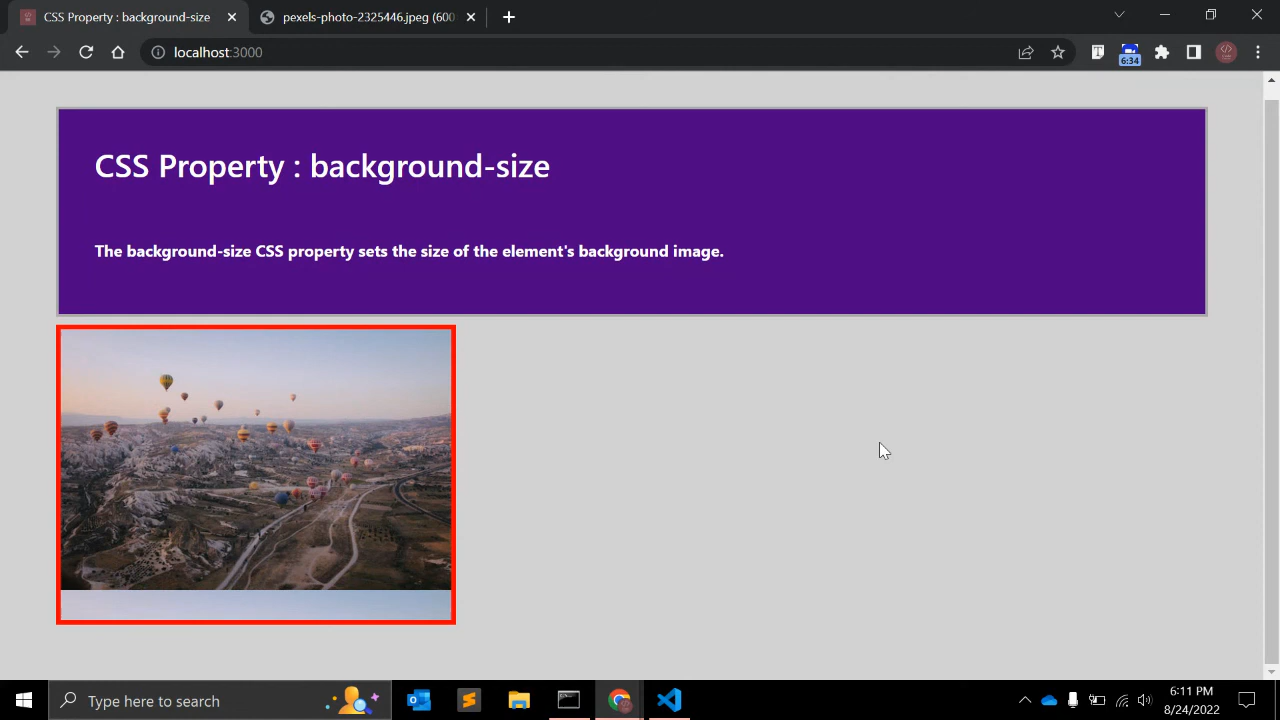 CSS Property : background-size
pexels-photo-2325446.jpeg (600
localhost:3000
6:34
CSS Property : background-size
The background-size CSS property sets the size of the element's background image.
Type here to search
6:11 PM
8/24/2022